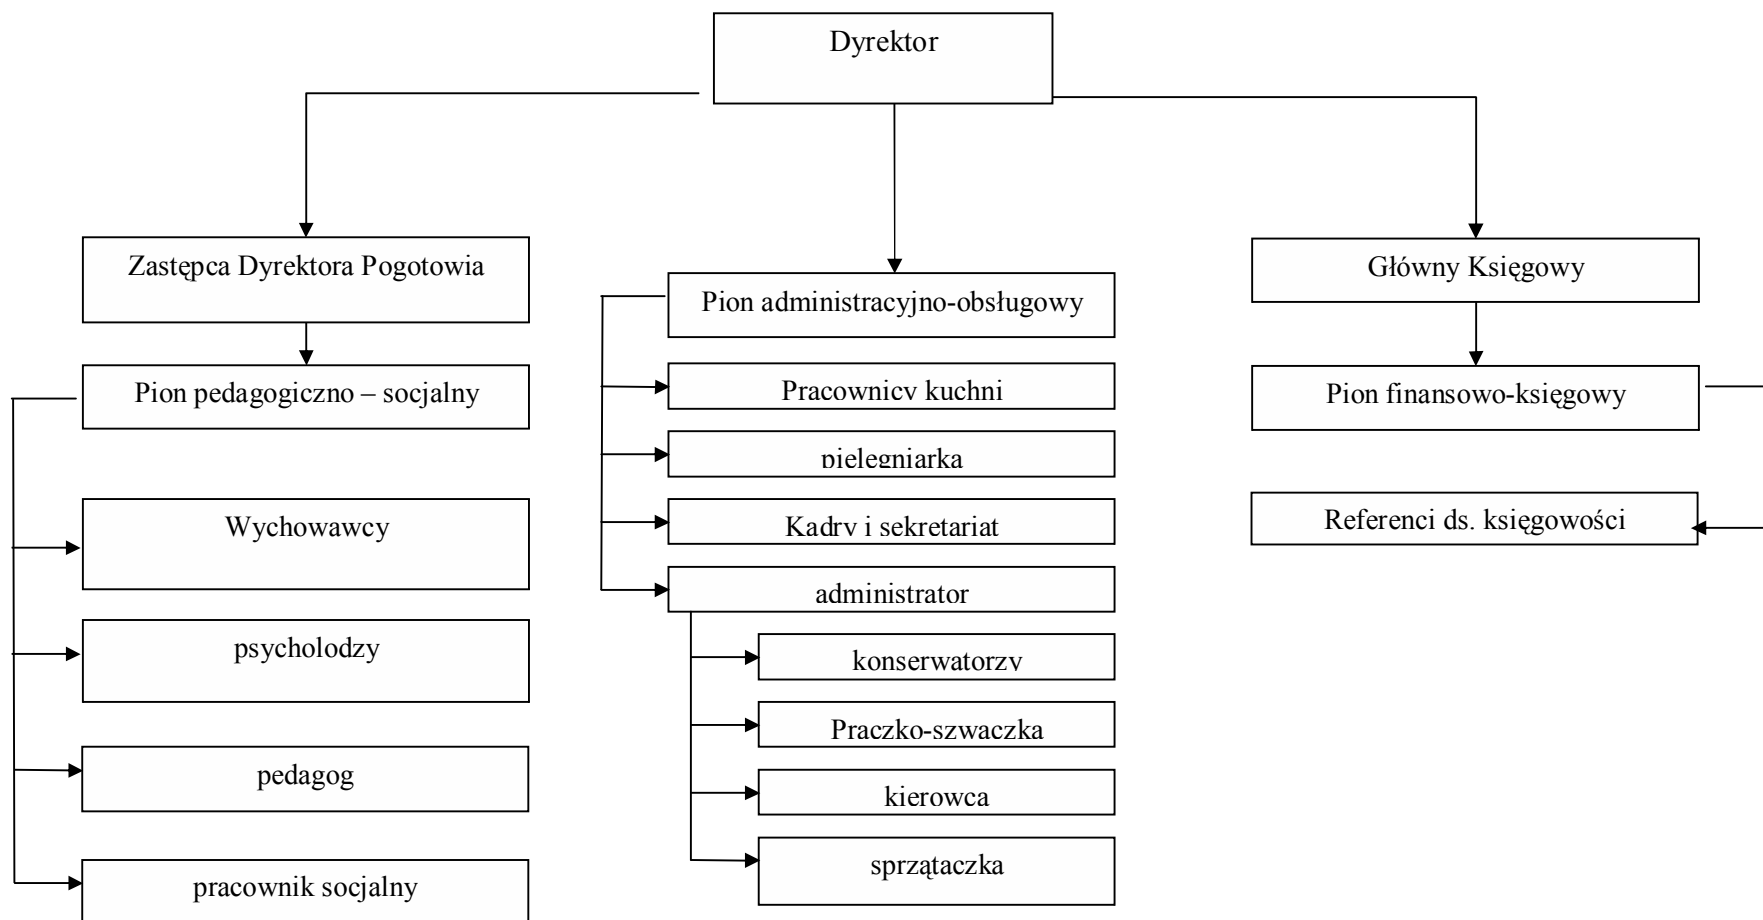 Dyrektor
Zastępca Dyrektora Pogotowia
Pion pedagogiczno – socjalny
Wychowawcy
psycholodzy
pedagog
pracownik socjalny
Pion administracyjno-obsługowy
Pracownicy kuchni
pielęgniarka
Kadry i sekretariat
administrator
konserwatorzy
Praczko-szwaczka
kierowca
sprzątaczka
Główny Księgowy
Pion finansowo-księgowy
Referenci ds. księgowości